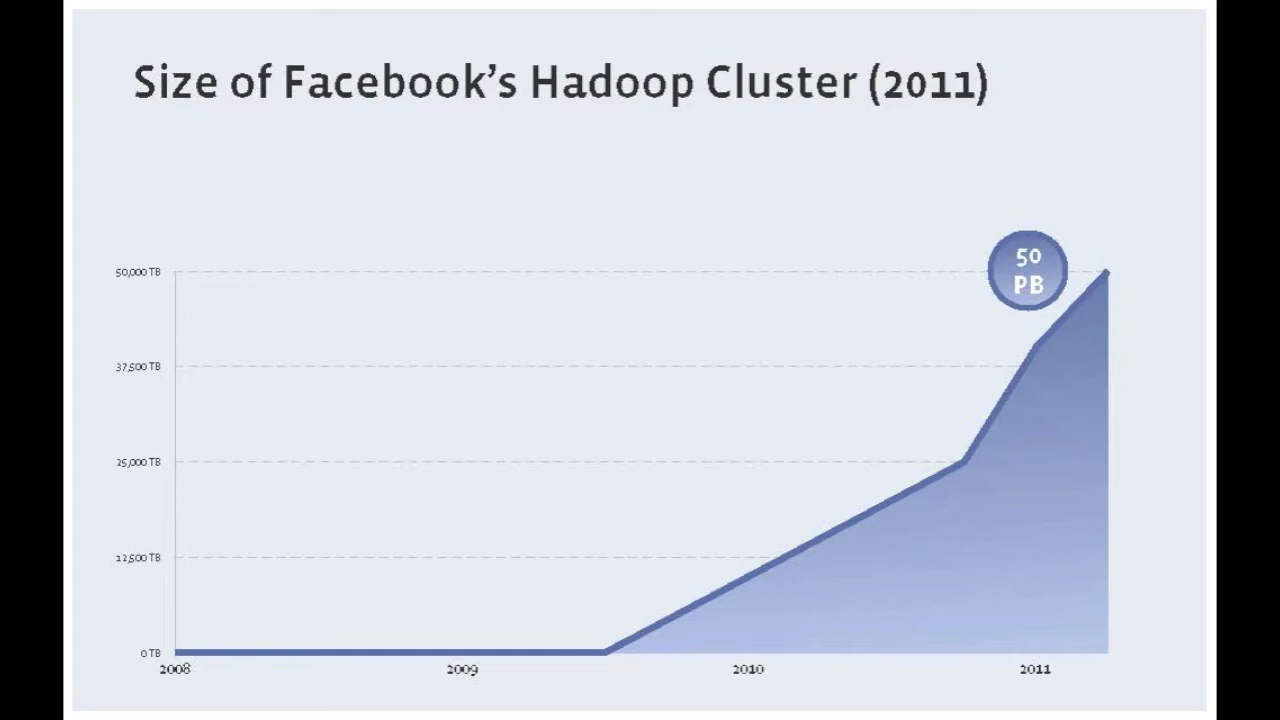 Size of Facebook’s Hadoop Cluster (2011)
50
PB
50,000 TB
37,500 TB
25,000 TB
12,500 TB
0 TB
2008 2009 2010 2011